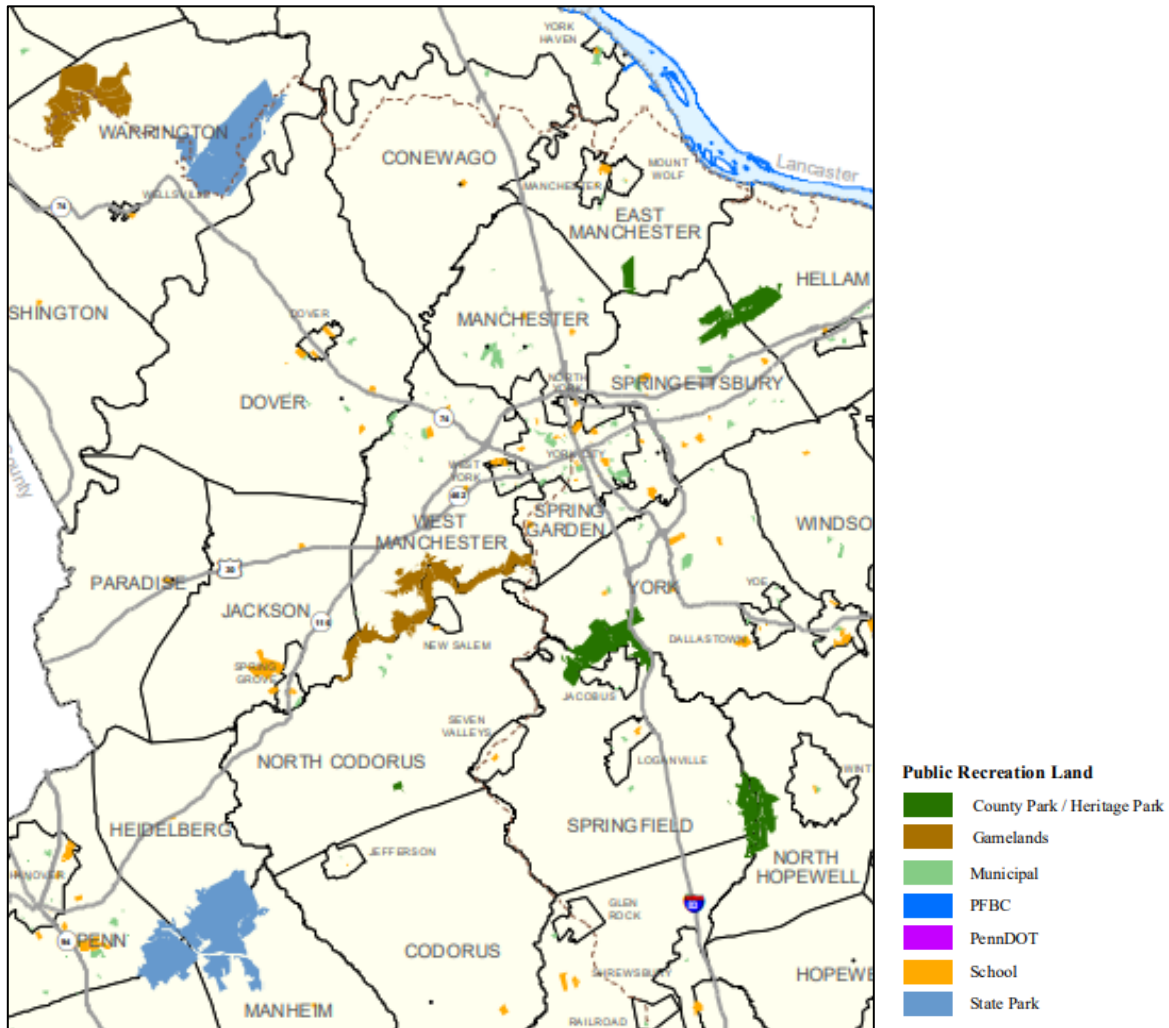 YORK
HAVEN
WARRINGTON
CONEWAGO
Lancaster
MOUNT
WOLF
MANCHESTER
WELLSVILLE
74
EAST
MANCHESTER
HELLAM
SHINGTON
DOVER
MANCHESTER
NORTH
YORK
SPRINGETTSBURY
DOVER
74
County
WEST
YORK
YORK CITY
462
SPRING
GARDEN
WEST
MANCHESTER
WINDSO
30
PARADISE
YORK
YOE
JACKSON
116
DALLASTOWN
NEW SALEM
SPRING
GROVE
JACOBUS
SEVEN
VALLEYS
NORTH CODORUS
LOGANVILLE
WINT
HEIDELBERG
SPRINGFIELD
JEFFERSON
NORTH
HOPEWELL
HANOVER
GLEN
ROCK
83
94
PENN
CODORUS
SHREWSBURY
HOPEWE
MANHEIM
RAILROAD
Public Recreation Land
County Park / Heritage Park
Gamelands
Municipal
PFBC
PennDOT
School
State Park